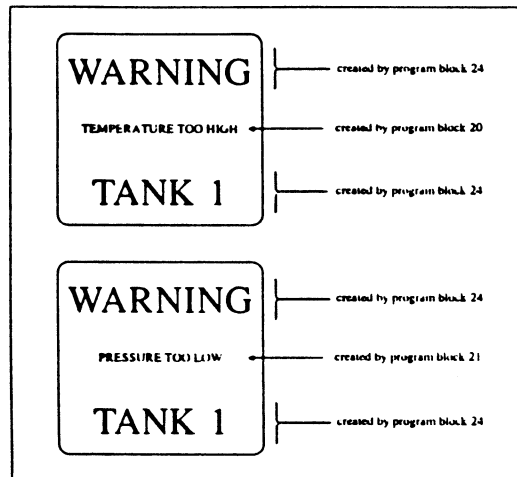 WARNING
created by program block 24
TEMPERATURE TOO HIGH
created by program block 20
TANK 1
created by program block 24
WARNING
created by program block 24
PRESSURE TOO LOW
created by program block 21
TANK 1
created by program block 24